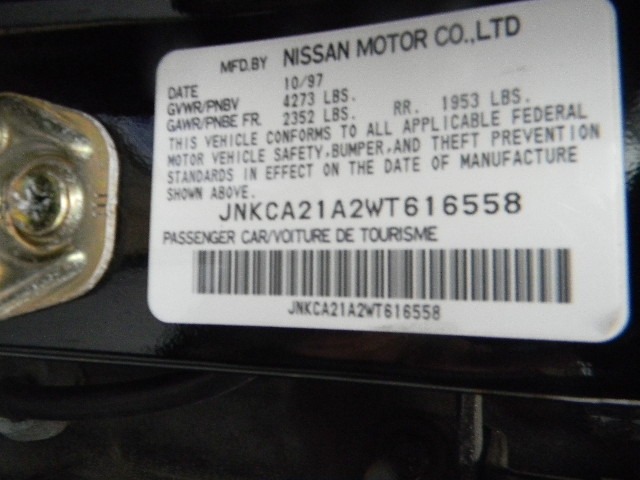 MFD.BY NISSAN MOTOR CO.,LTD
DATE 10/97
GVWR/PNBV 4273 LBS.
GAWR/PNBE FR. 2352 LBS. RR. 1953 LBS.
THIS VEHICLE CONFORMS TO ALL APPLICABLE FEDERAL
MOTOR VEHICLE SAFETY,BUMPER,AND THEFT PREVENTION
STANDARDS IN EFFECT ON THE DATE OF MANUFACTURE
SHOWN ABOVE.
JNKCA21A2WT616558
PASSENGER CAR/VOITURE DE TOURISME
JNKCA21A2WT616558